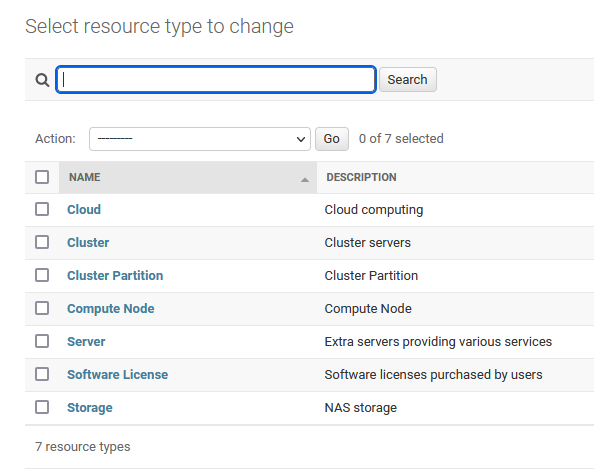 Select resource type to change
Search
Action: --------- Go 0 of 7 selected
NAME DESCRIPTION
Cloud Cloud computing
Cluster Cluster servers
Cluster Partition Cluster Partition
Compute Node Compute Node
Server Extra servers providing various services
Software License Software licenses purchased by users
Storage NAS storage
7 resource types